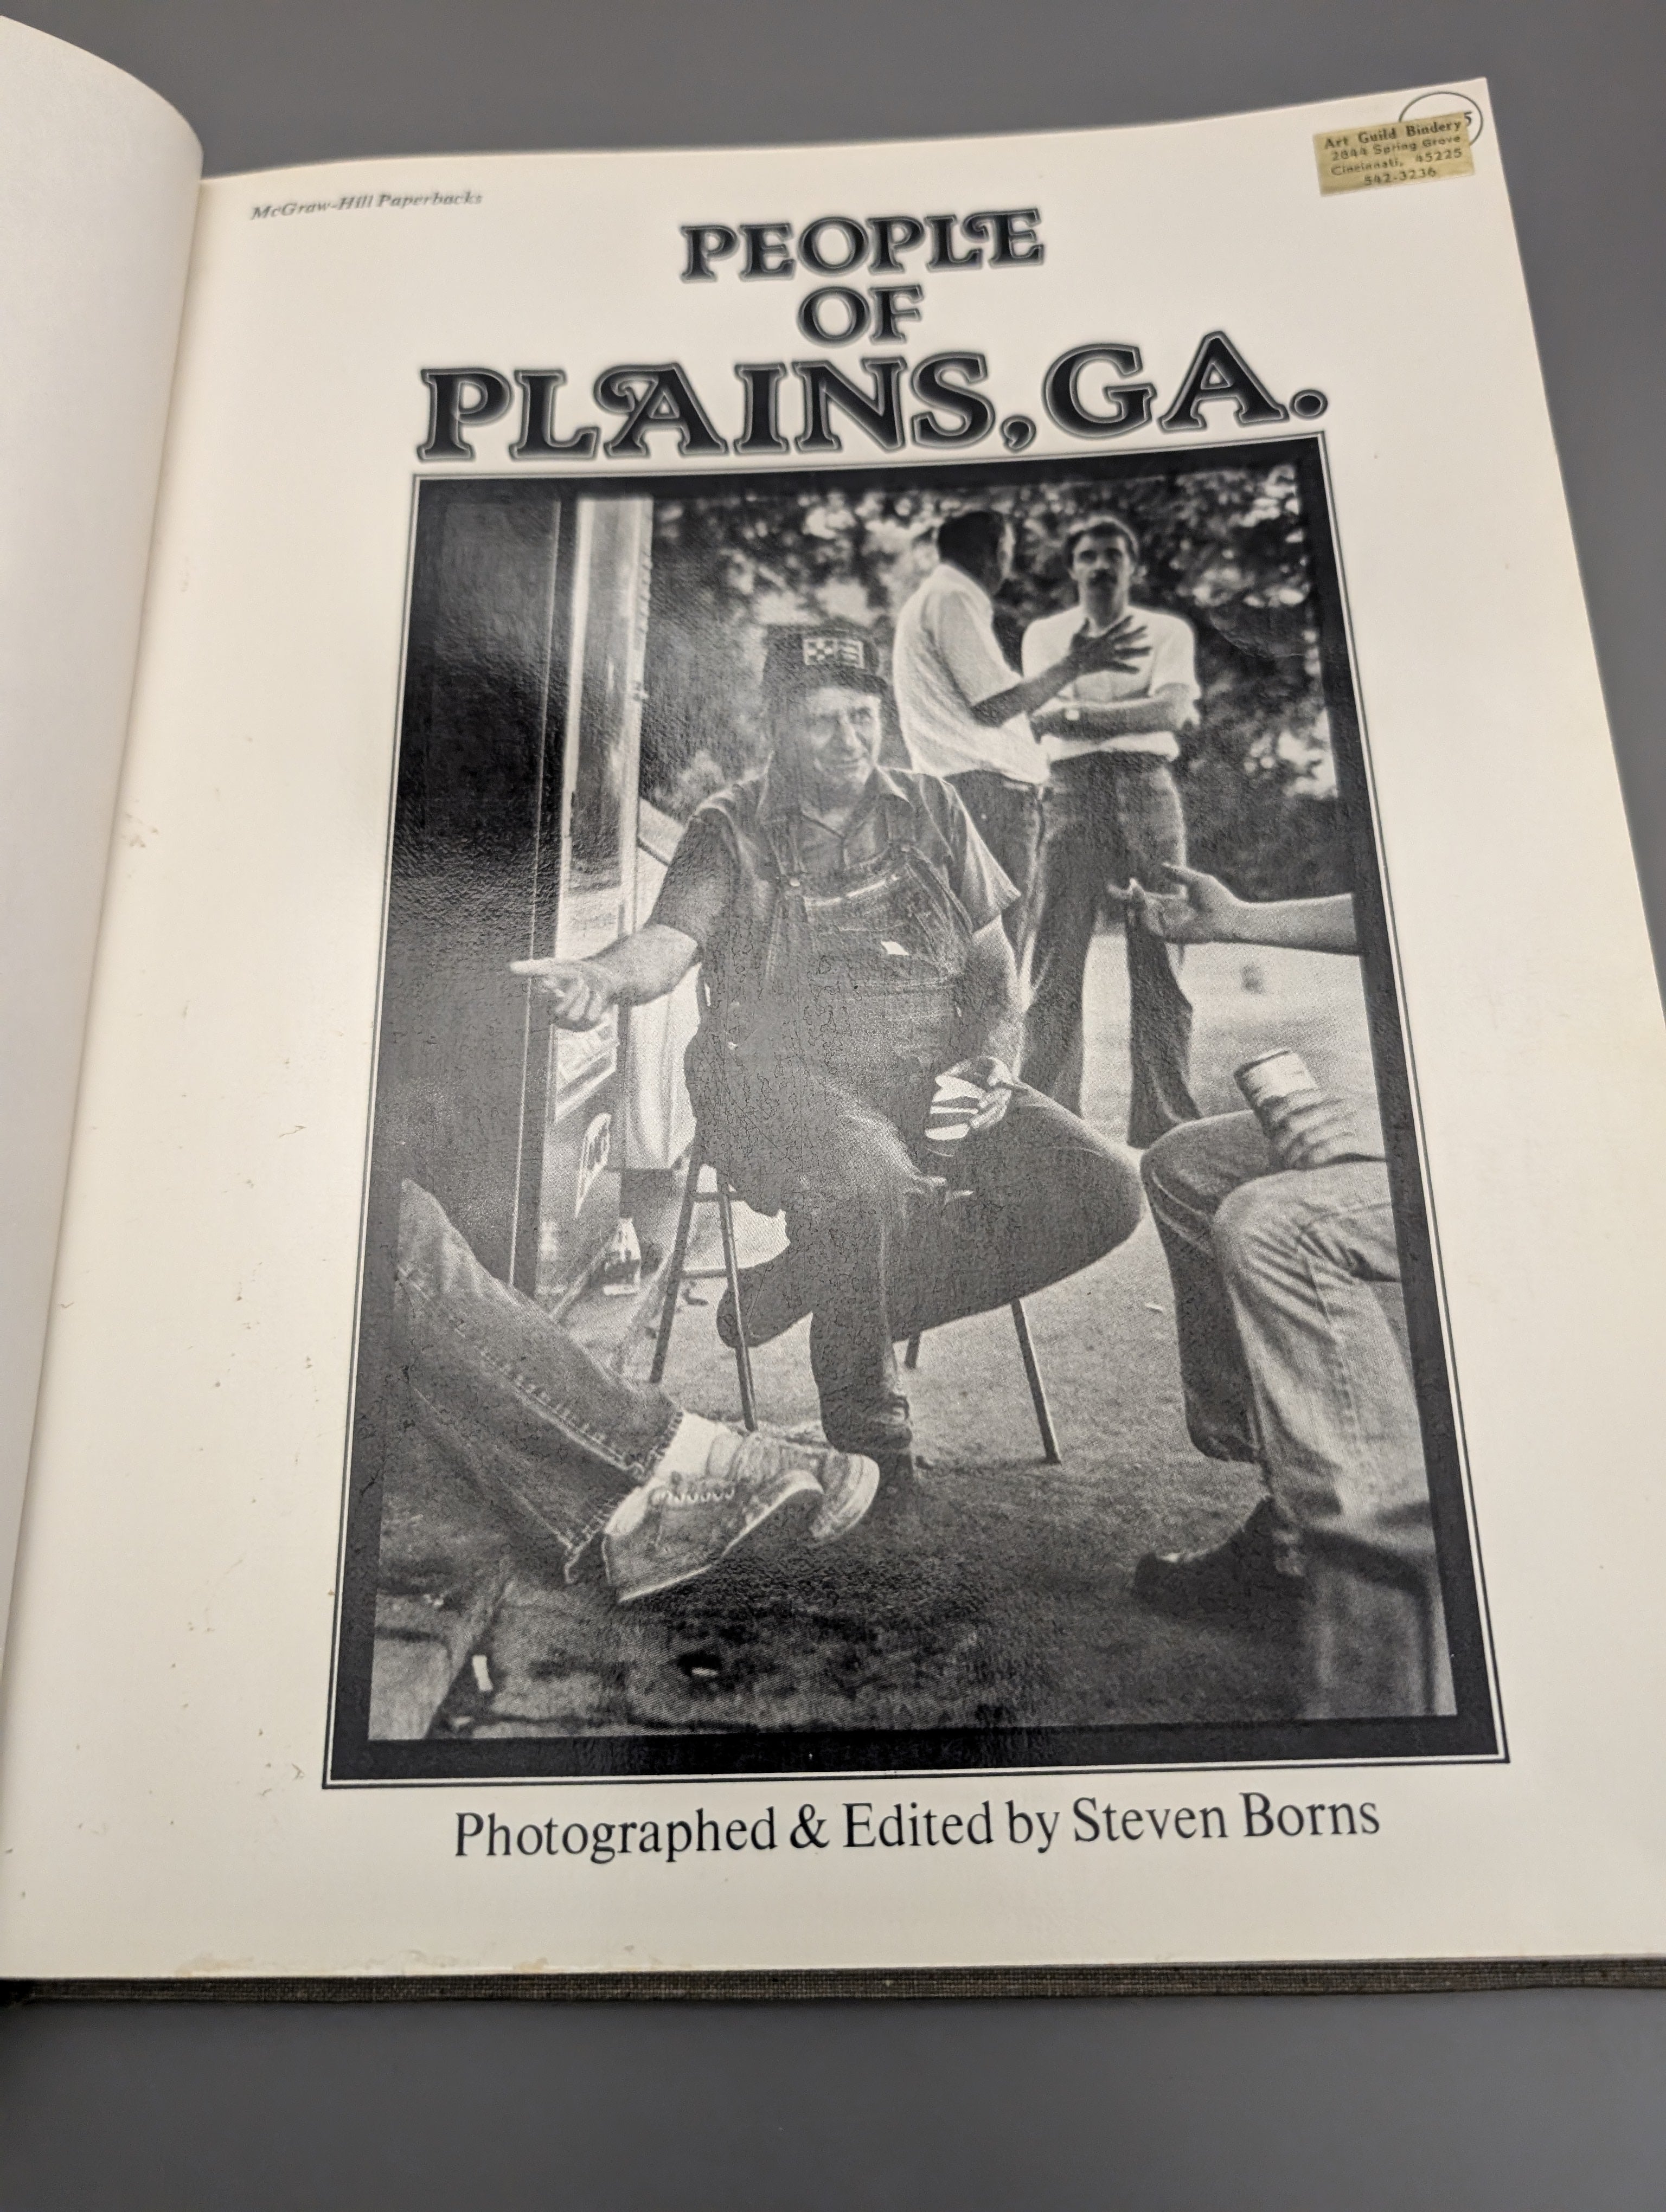 McGraw-Hill Paperbacks
Art Guild Bindery
2844 Spring Grove
Cincinnati, 45225
542-3236
5
PEOPLE
OF
PLAINS, GA.
Photographed & Edited by Steven Borns